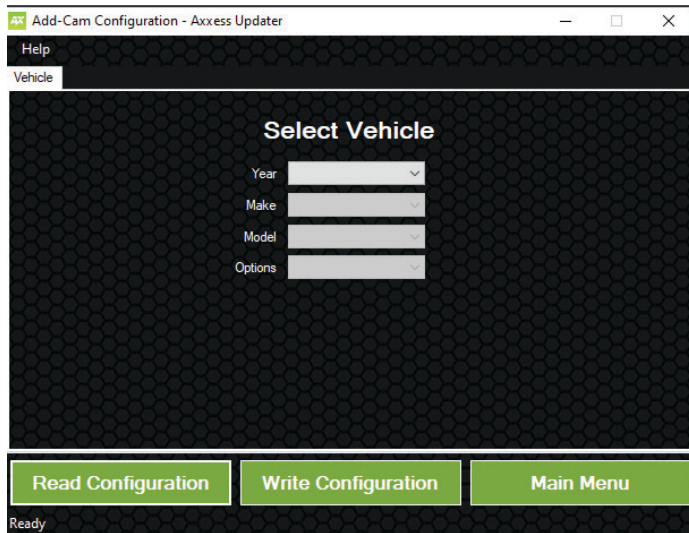 AX Add-Cam Configuration - Axxess Updater
Help
Vehicle
Select Vehicle
Year
Make
Model
Options
Read Configuration Write Configuration Main Menu
Ready